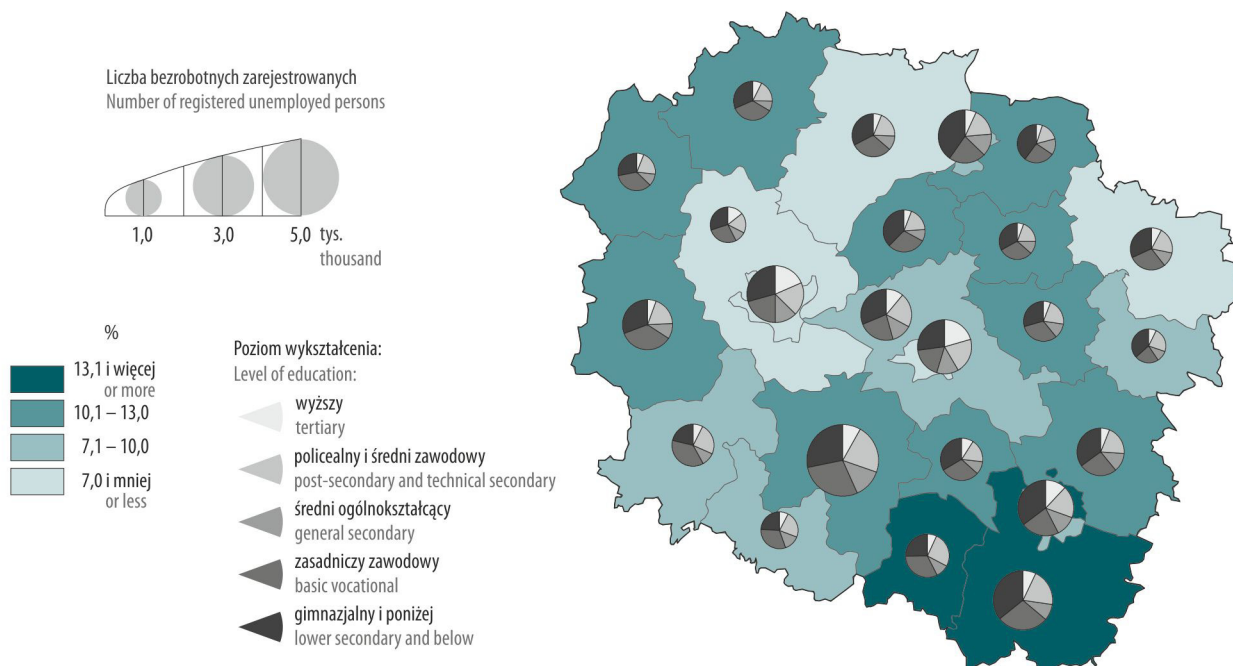 Liczba bezrobotnych zarejestrowanych
Number of registered unemployed persons
1,0 3,0 5,0 tys.
thousand
%
13,1 i więcej
or more
10,1 – 13,0
7,1 – 10,0
7,0 i mniej
or less
Poziom wykształcenia:
Level of education:
wyższy
tertiary
policealny i średni zawodowy
post-secondary and technical secondary
średni ogólnokształcący
general secondary
zasadniczy zawodowy
basic vocational
gimnazjalny i poniżej
lower secondary and below